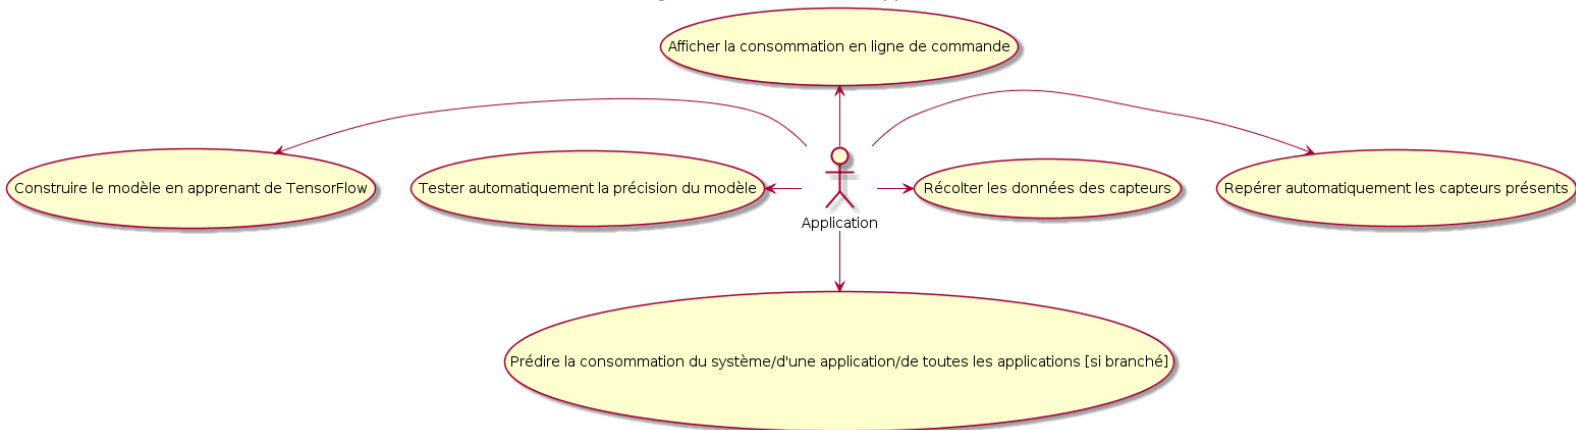 Afficher la consommation en ligne de commande
Construire le modèle en apprenant de TensorFlow
Tester automatiquement la précision du modèle
Récolter les données des capteurs
Repérer automatiquement les capteurs présents
Application
Prédire la consommation du système/d'une application/de toutes les applications [si branché]